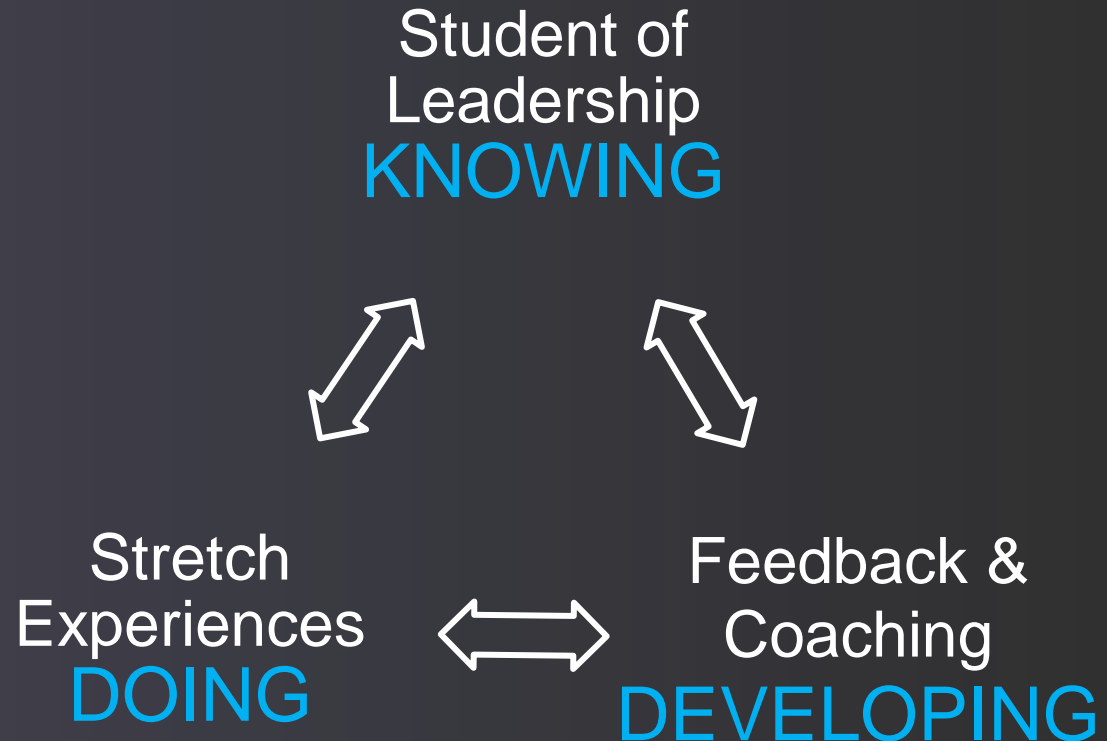 Student of
Leadership
KNOWING
Stretch
Experiences
DOING
Feedback &
Coaching
DEVELOPING